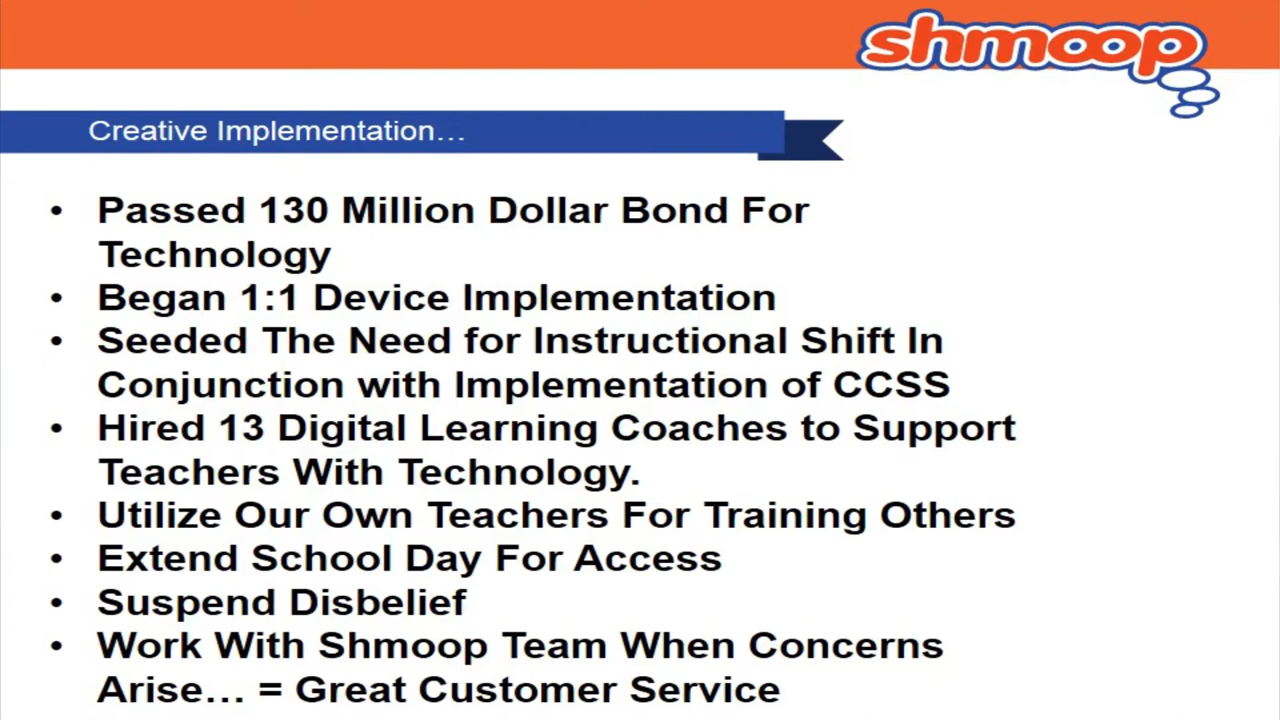 shmoop
Creative Implementation…
• Passed 130 Million Dollar Bond For
Technology
• Began 1:1 Device Implementation
• Seeded The Need for Instructional Shift In
Conjunction with Implementation of CCSS
• Hired 13 Digital Learning Coaches to Support
Teachers With Technology.
• Utilize Our Own Teachers For Training Others
• Extend School Day For Access
• Suspend Disbelief
• Work With Shmoop Team When Concerns
Arise… = Great Customer Service